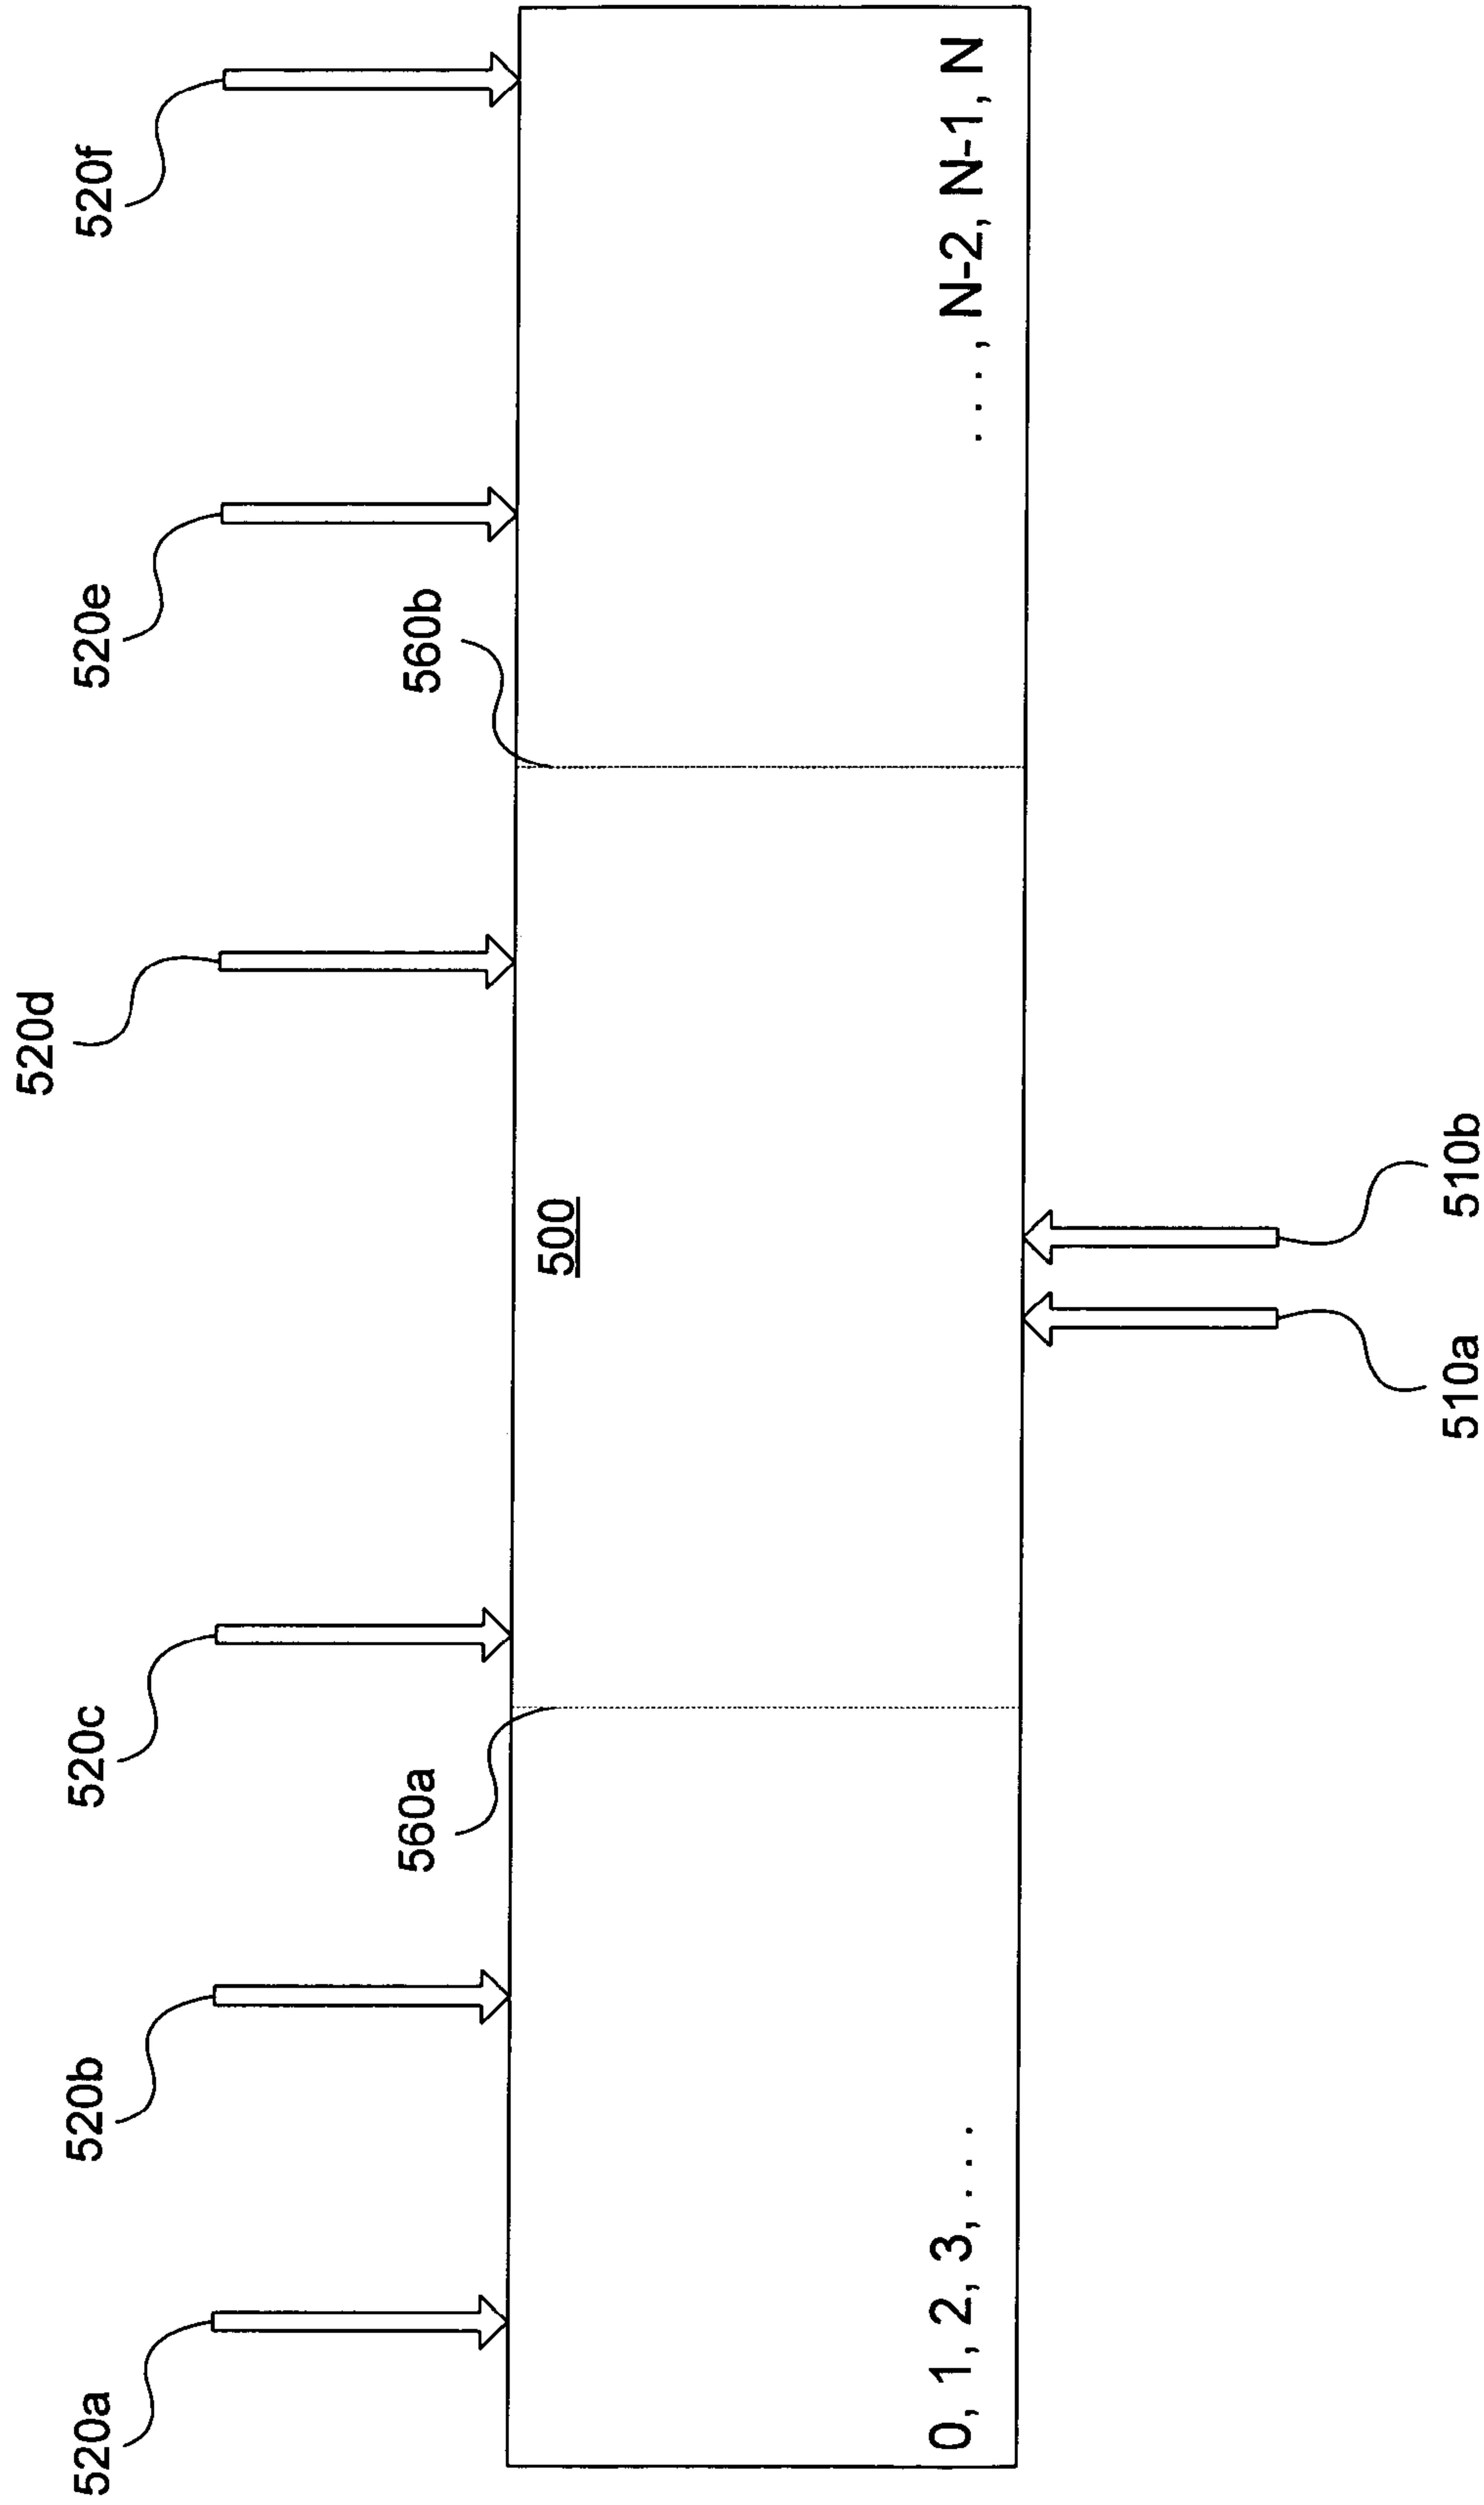 520a
520b
520c
520d
520e
520f
560a
560b
500
0, 1, 2, 3, . . .
. . . , N-2, N-1, N
510a
510b